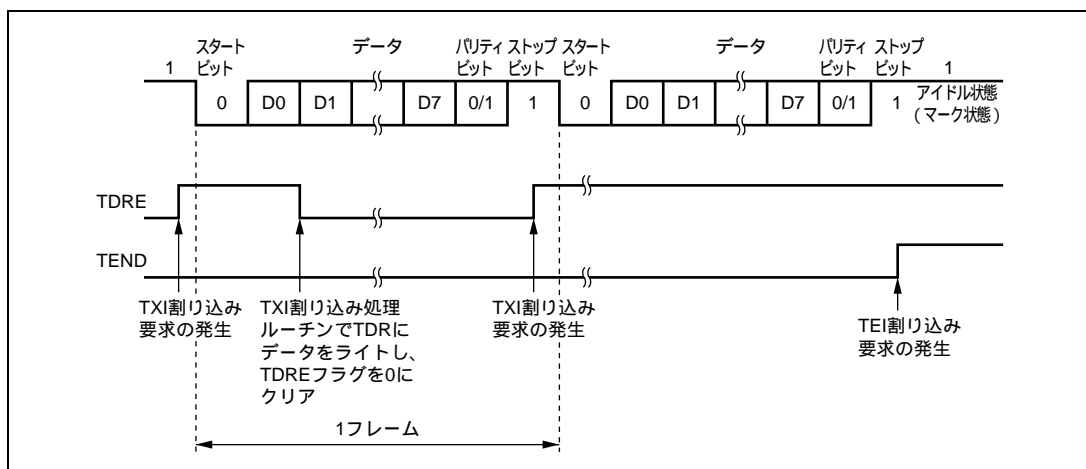 スタート
ビット
データ
パリティ
ビット
ストップ
ビット
スタート
ビット
データ
パリティ
ビット
ストップ
ビット
1
0
D0
D1
D7
0/1
1
0
D0
D1
D7
0/1
1
1
アイドル状態
(マーク状態)
TDRE
TEND
TXI割り込み
要求の発生
TXI割り込み処理
ルーチンでTDRに
データをライトし、
TDREフラグを0に
クリア
TXI割り込み
要求の発生
TEI割り込み
要求の発生
1フレーム